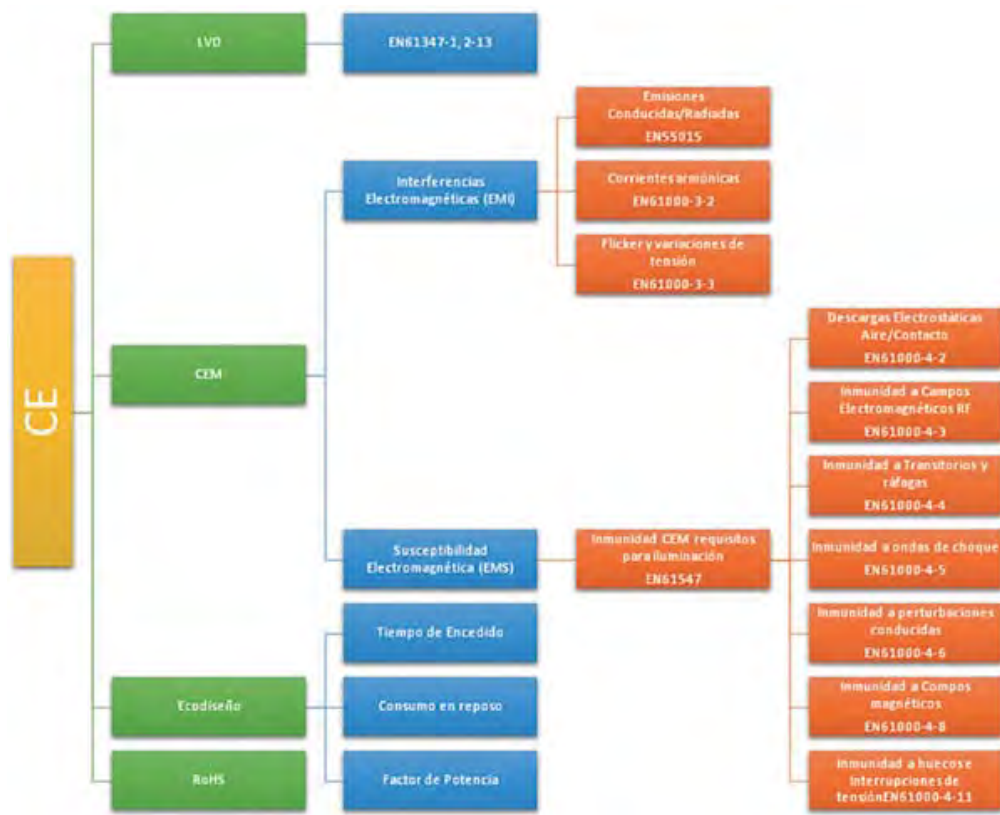 CE
LVD
EN61347-1, 2-13
CEM
Interferencias
Electromagnéticas (EMI)
Emisiones
Conducidas/Radiadas
EN55015
Corrientes armónicas
EN61000-3-2
Flicker y variaciones de
tensión
EN61000-3-3
Susceptibilidad
Electromagnética (EMS)
Inmunidad CEM requisitos
para iluminación
EN61547
Descargas Electrostáticas
Aire/Contacto
EN61000-4-2
Inmunidad a Campos
Electromagnéticos RF
EN61000-4-3
Inmunidad a Transitorios y
ráfagas
EN61000-4-4
Inmunidad a ondas de choque
EN61000-4-5
Inmunidad a perturbaciones
conducidas
EN61000-4-6
Inmunidad a Compos
magnéticos
EN61000-4-8
Inmunidad a huecos e
Interrupciones de
tensiónEN61000-4-11
Ecodiseño
Tiempo de Encedido
Consumo en reposo
Factor de Potencia
RoHS